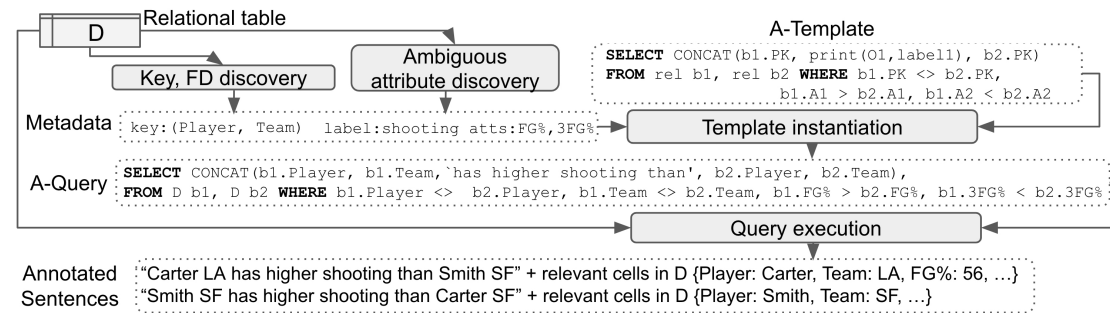 Relational table
D
A-Template
Key, FD discovery
Ambiguous
attribute discovery
SELECT CONCAT(b1.PK, print(O1,label1), b2.PK)
FROM rel b1, rel b2 WHERE b1.PK <> b2.PK,
b1.A1 > b2.A1, b1.A2 < b2.A2
Metadata
key:(Player, Team) label:shooting atts:FG%,3FG%
Template instantiation
A-Query
SELECT CONCAT(b1.Player, b1.Team,`has higher shooting than', b2.Player, b2.Team),
FROM D b1, D b2 WHERE b1.Player <> b2.Player, b1.Team <> b2.Team, b1.FG% > b2.FG%, b1.3FG% < b2.3FG%
Query execution
Annotated
Sentences
“Carter LA has higher shooting than Smith SF” + relevant cells in D {Player: Carter, Team: LA, FG%: 56, …}
“Smith SF has higher shooting than Carter SF” + relevant cells in D {Player: Smith, Team: SF, …}